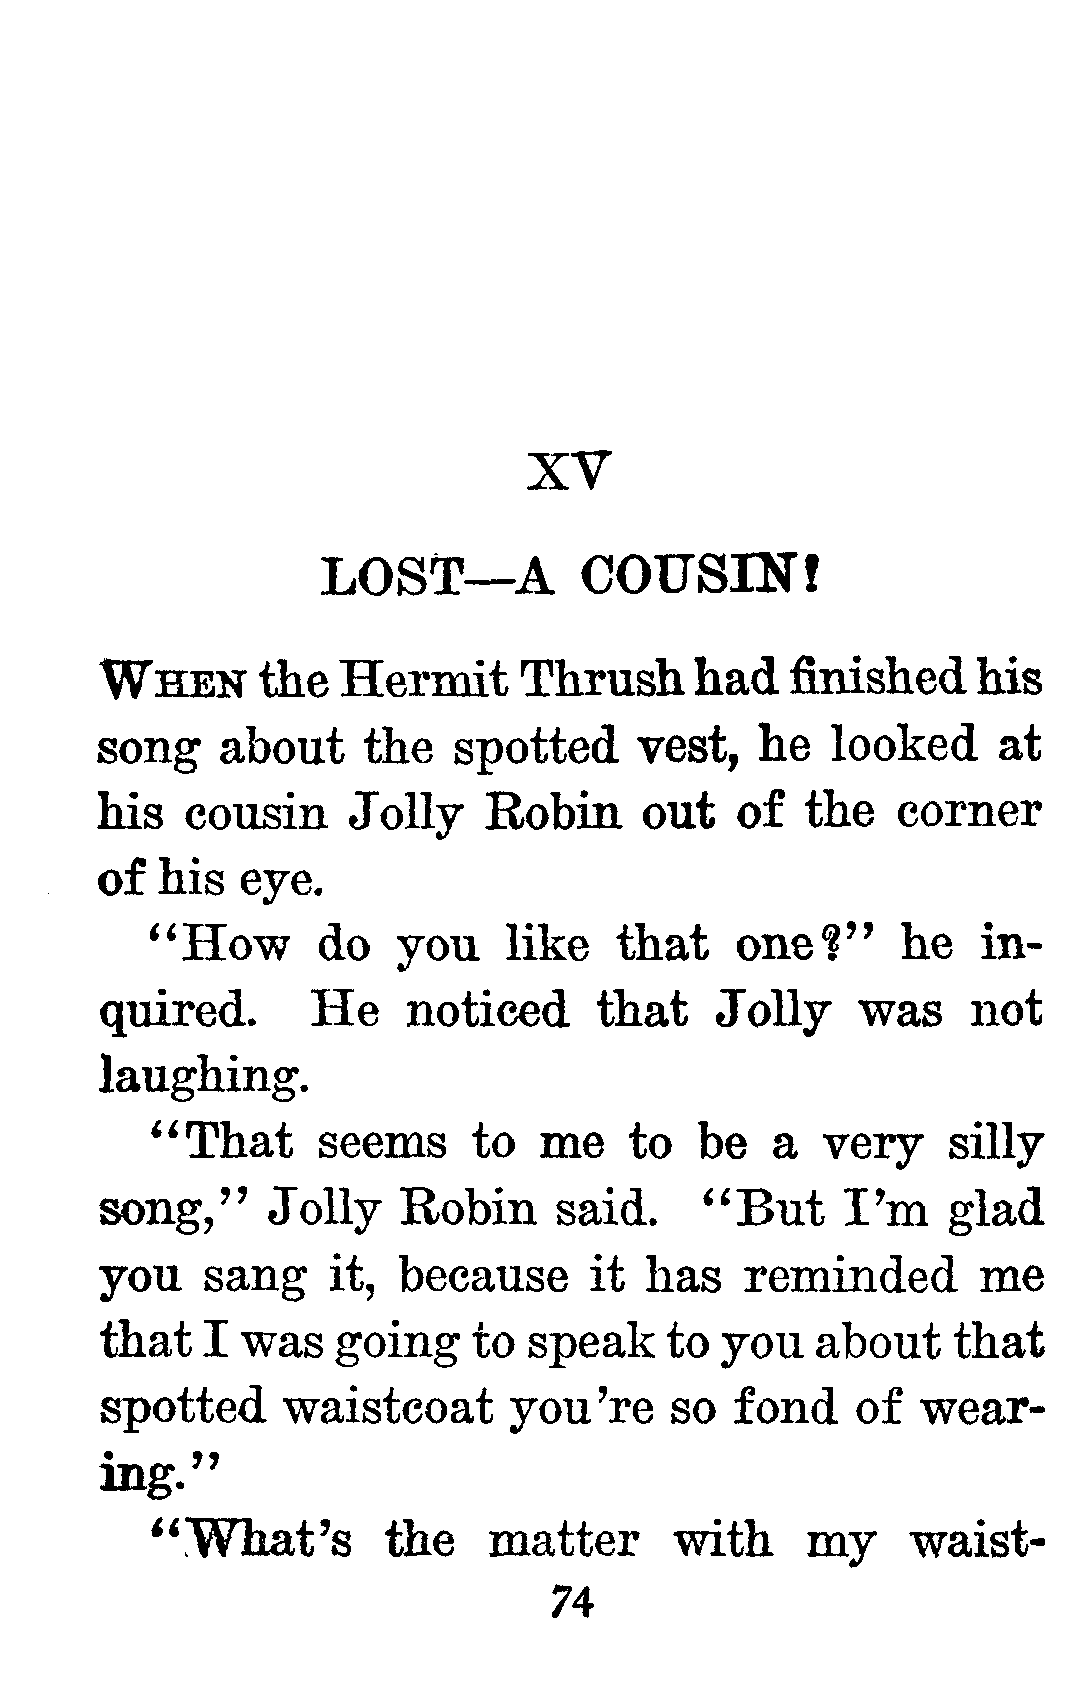 XV
LOST—A COUSIN!
WHEN the Hermit Thrush had finished his
song about the spotted vest, he looked at
his cousin Jolly Robin out of the corner
of his eye.
"How do you like that one?" he in-
quired. He noticed that Jolly was not
laughing.
"That seems to me to be a very silly
song," Jolly Robin said. "But I'm glad
you sang it, because it has reminded me
that I was going to speak to you about that
spotted waistcoat you're so fond of wear-
ing."
"What's the matter with my waist-
74